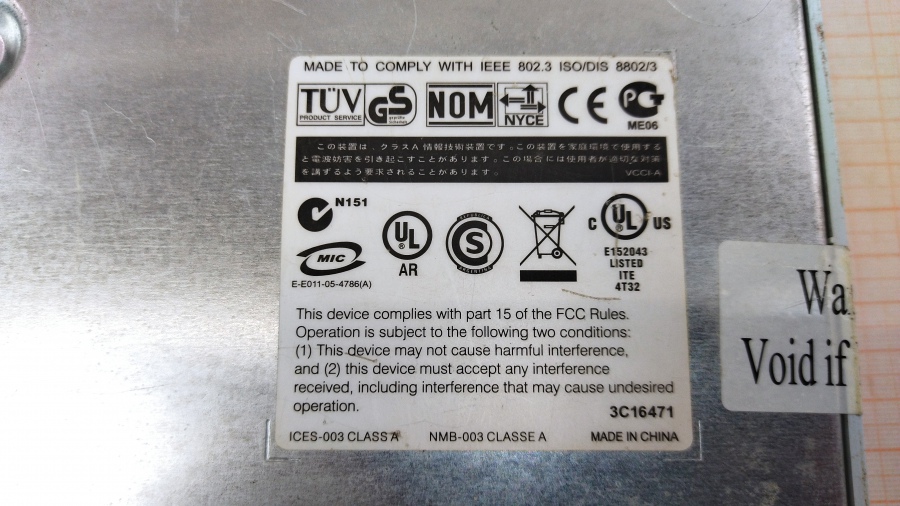 MADE TO COMPLY WITH IEEE 802.3 ISO/DIS 8802/3
TÜV
PRODUCT SERVICE
GS
geprüfte
Sicherheit
NOM
NYCE
CE
PCT
ME06
この装置は、クラスA情報技術装置です。この装置を家庭環境で使用する
と電波妨害を引き起こすことがあります。この場合には使用者が適切な対策
を講ずるよう要求されることがあります。
VCCI-A
N151
MIC
E-E011-05-4786(A)
UL
AR
REPUBLICA
S
ARGENTINA
C UL US
E152043
LISTED
ITE
4T32
This device complies with part 15 of the FCC Rules.
Operation is subject to the following two conditions:
(1) This device may not cause harmful interference,
and (2) this device must accept any interference
received, including interference that may cause undesired
operation.
3C16471
ICES-003 CLASS A NMB-003 CLASSE A MADE IN CHINA
Wa
Void if